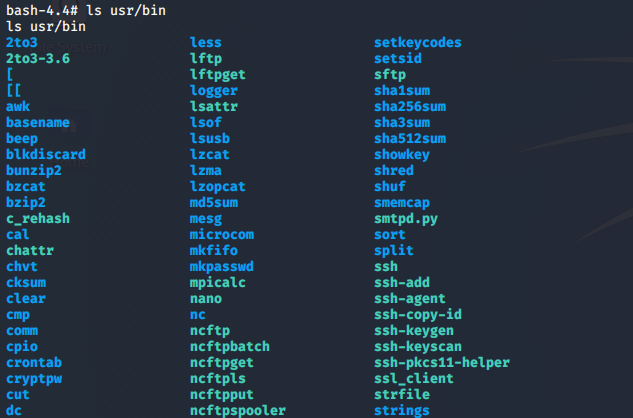 bash-4.4# ls usr/bin
ls usr/bin
2to3 less setkeycodes
2to3-3.6 lftp setsid
[ lftpget sftp
[[ logger sha1sum
awk lsattr sha256sum
basename lsof sha3sum
beep lsusb sha512sum
blkdiscard lzcat showkey
bunzip2 lzma shred
bzcat lzopcat shuf
bzip2 md5sum smemcap
c_rehash mesg smtpd.py
cal microcom sort
chattr mkfifo split
chvt mkpasswd ssh
cksum mpicalc ssh-add
clear nano ssh-agent
cmp nc ssh-copy-id
comm ncftp ssh-keygen
cpio ncftpbatch ssh-keyscan
crontab ncftpget ssh-pkcs11-helper
cryptpw ncftpls ssl_client
cut ncftpput strfile
dc ncftpspooler strings